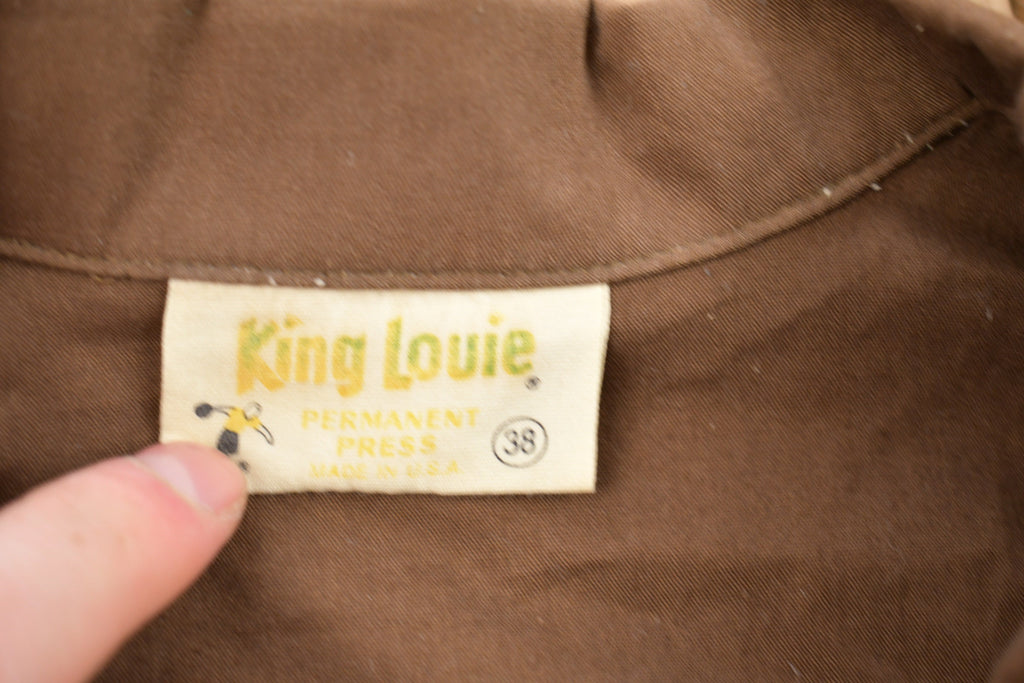 King Louie®
PERMANENT
PRESS
38
MADE IN U.S.A.